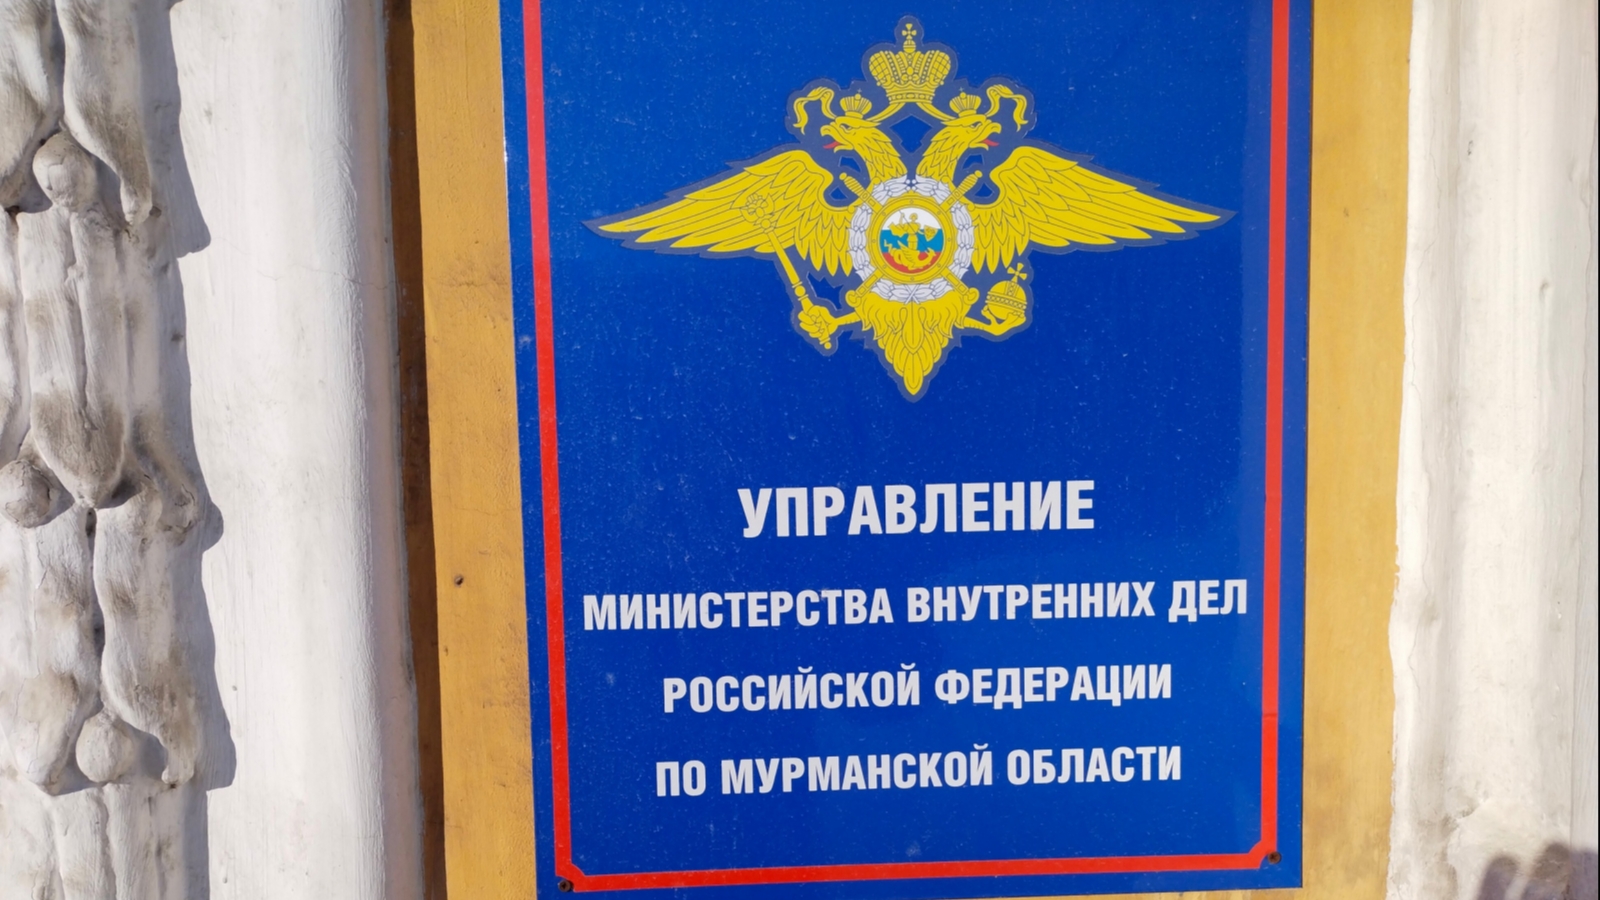 УПРАВЛЕНИЕ
МИНИСТЕРСТВА ВНУТРЕННИХ ДЕЛ
РОССИЙСКОЙ ФЕДЕРАЦИИ
ПО МУРМАНСКОЙ ОБЛАСТИ